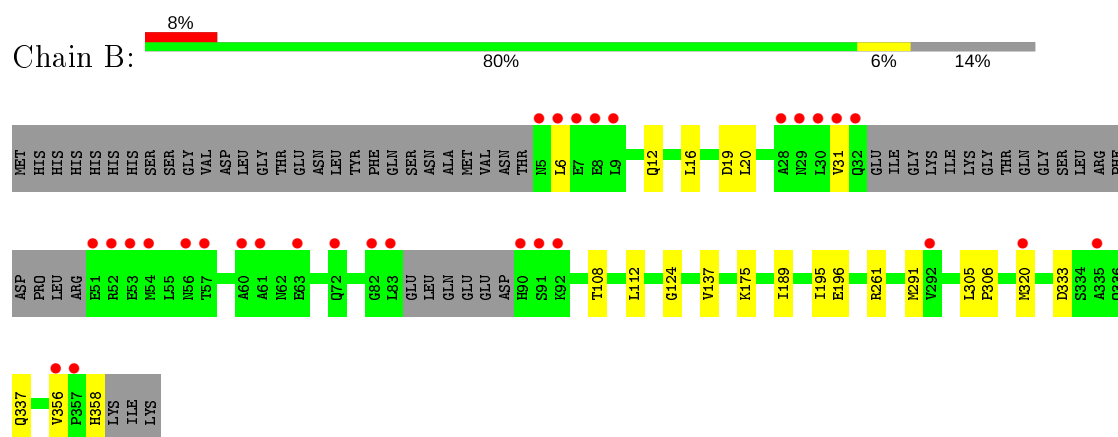 8%
Chain B:
80% 6% 14%
MET HIS HIS HIS HIS HIS HIS SER SER GLY VAL ASP LEU GLY THR GLU ASN LEU TYR PHE GLN SER ASN ALA MET VAL ASN THR N5 L6 E7 E8 L9 Q12 L16 D19 L20 A28 N29 L30 V31 Q32 GLU ILE GLY LYS ILE LYS GLY THR GLN GLY SER LEU ARG PHE
ASP PRO LEU ARG E51 R52 E53 M54 L55 N56 T57 A60 A61 N62 E63 Q72 G82 L83 GLU LEU GLN GLU GLU ASP H90 S91 K92 T108 L112 G124 V137 K175 I189 I195 E196 R261 M291 V292 L305 P306 M320 D333 S334 A335 Q336
Q337 V356 P357 H358 LYS ILE LYS